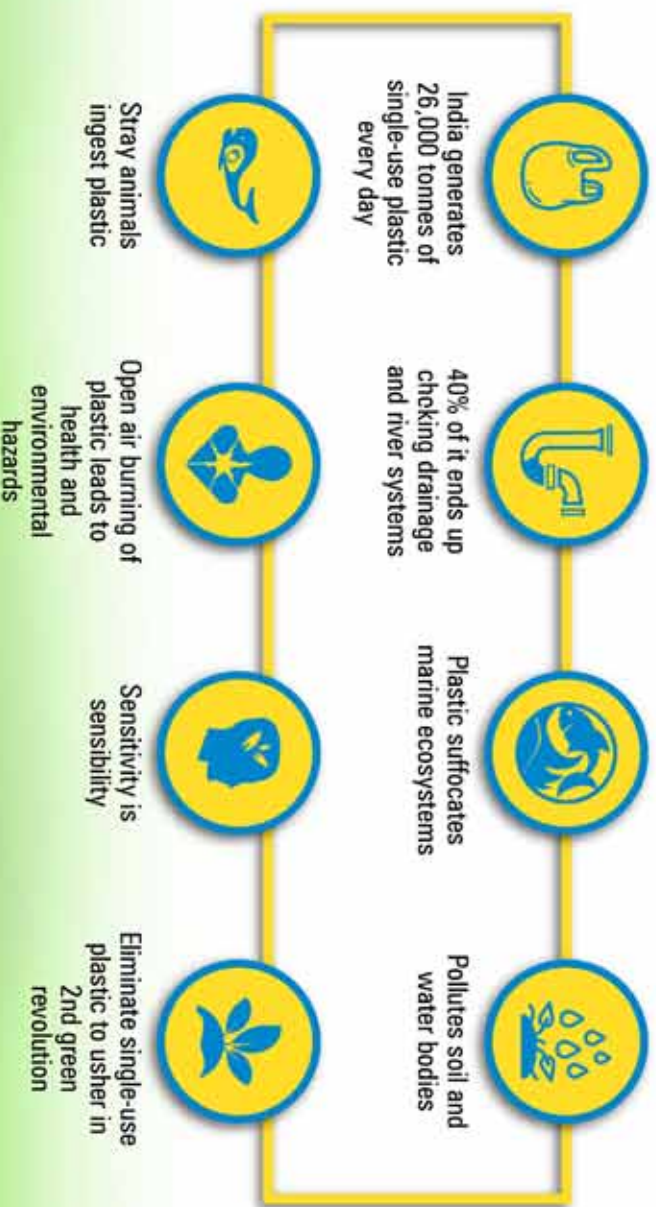 India generates
26,000 tonnes of
single-use plastic
every day
40% of it ends up
choking drainage
and river systems
Plastic suffocates
marine ecosystems
Pollutes soil and
water bodies
Stray animals
ingest plastic
Open air burning of
plastic leads to
health and
environmental
hazards
Sensitivity is
sensibility
Eliminate single-use
plastic to usher in
2nd green
revolution